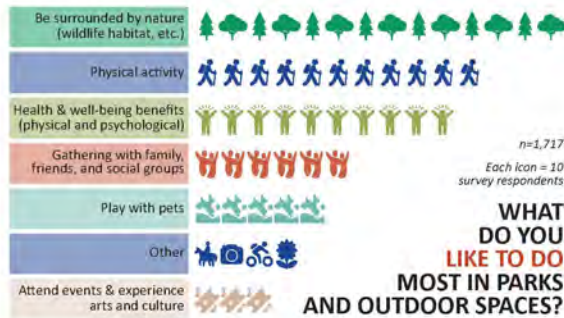 Be surrounded by nature
(wildlife habitat, etc.)
Physical activity
Health & well-being benefits
(physical and psychological)
Gathering with family,
friends, and social groups
Play with pets
Other
Attend events & experience
arts and culture
n=1,717
Each icon = 10
survey respondents
WHAT
DO YOU
LIKE TO DO
MOST IN PARKS
AND OUTDOOR SPACES?